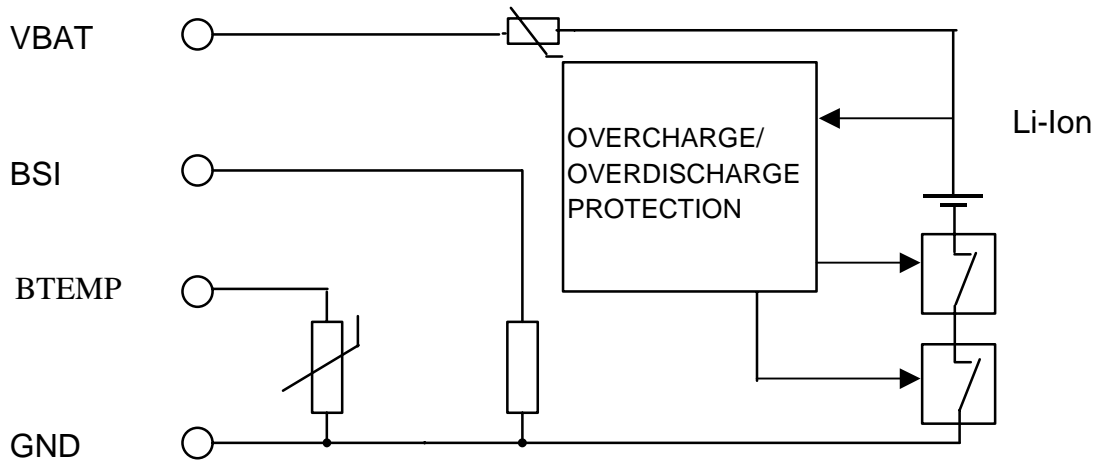 VBAT
Li-Ion
OVERCHARGE/
OVERDISCHARGE
PROTECTION
BSI
BTEMP
GND